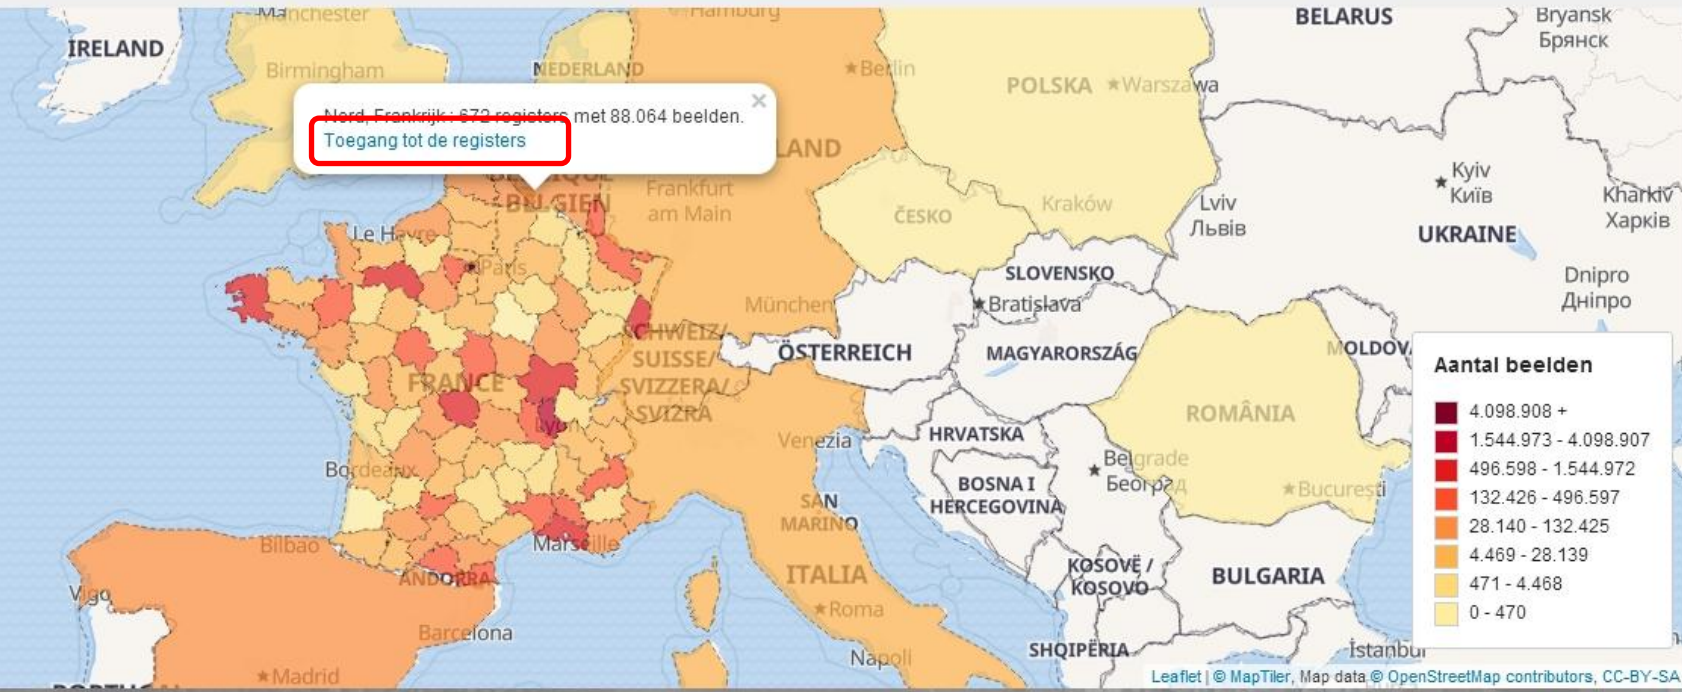 Manchester
Hamburg
BELARUS
Bryansk
Брянск
IRELAND
Birmingham
NEDERLAND
Berlin
POLSKA
Warszawa
×
Nord, Frankrijk : 672 registers met 88.064 beelden.
Toegang tot de registers
LAND
BELGIEN
Frankfurt
am Main
ČESKO
Kraków
Lviv
Львів
Kyiv
Київ
Kharkiv
Харків
UKRAINE
Le Havre
Paris
SLOVENSKO
Bratislava
Dnipro
Дніпро
München
SCHWEIZ/
SUISSE/
SVIZZERA/
SVIZRA
ÖSTERREICH
MAGYARORSZÁG
MOLDOV
FRANCE
Lyon
Venezia
HRVATSKA
ROMÂNIA
Bordeaux
BOSNA I
HERCEGOVINA
Belgrade
Београд
București
SAN
MARINO
Bilbao
Marseille
ANDORRA
ITALIA
KOSOVË /
KOSOVO
BULGARIA
Vigo
Roma
Barcelona
Napoli
SHQIPËRIA
İstanbul
Madrid
Aantal beelden
4.098.908 +
1.544.973 - 4.098.907
496.598 - 1.544.972
132.426 - 496.597
28.140 - 132.425
4.469 - 28.139
471 - 4.468
0 - 470
Leaflet | © MapTiler, Map data © OpenStreetMap contributors, CC-BY-SA